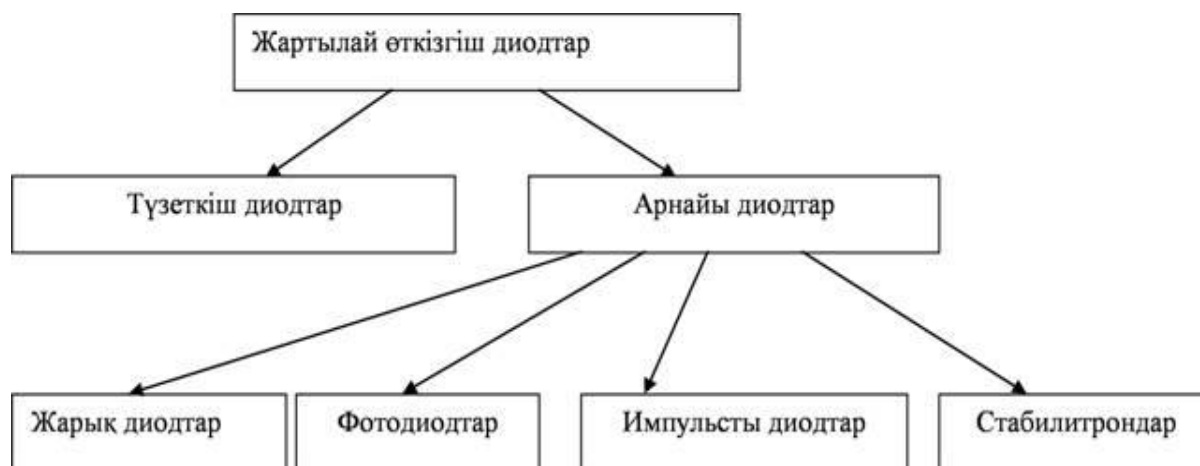 Жартылай өткізгіш диодтар
Түзеткіш диодтар
Арнайы диодтар
Жарық диодтар
Фотодиодтар
Импульсты диодтар
Стабилитрондар